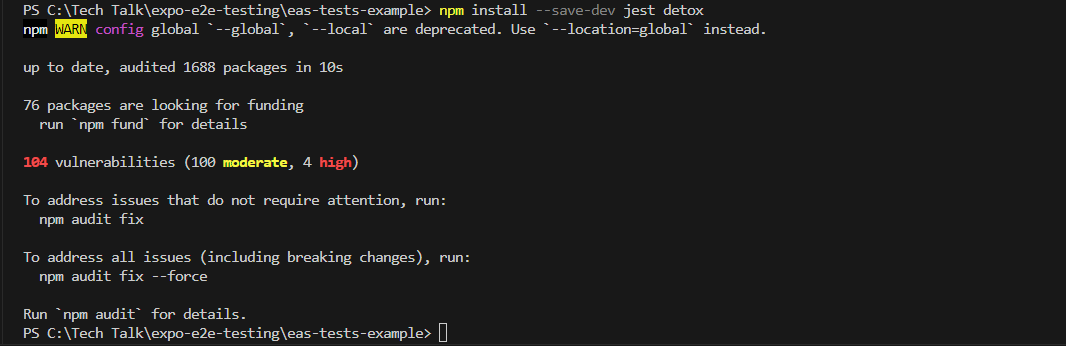 PS C:\Tech Talk\expo-e2e-testing\eas-tests-example> npm install --save-dev jest detox
npm WARN config global `--global`, `--local` are deprecated. Use `--location=global` instead.
up to date, audited 1688 packages in 10s
76 packages are looking for funding
run `npm fund` for details
104 vulnerabilities (100 moderate, 4 high)
To address issues that do not require attention, run:
npm audit fix
To address all issues (including breaking changes), run:
npm audit fix --force
Run `npm audit` for details.
PS C:\Tech Talk\expo-e2e-testing\eas-tests-example>